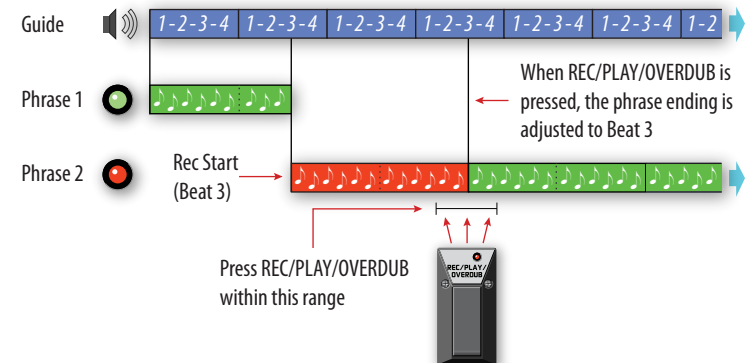 Guide
1-2-3-4 1-2-3-4 1-2-3-4 1-2-3-4 1-2-3-4 1-2-3-4 1-2
Phrase 1
When REC/PLAY/OVERDUB is
pressed, the phrase ending is
adjusted to Beat 3
Phrase 2
Rec Start
(Beat 3)
Press REC/PLAY/OVERDUB
within this range
REC/PLAY/
OVERDUB